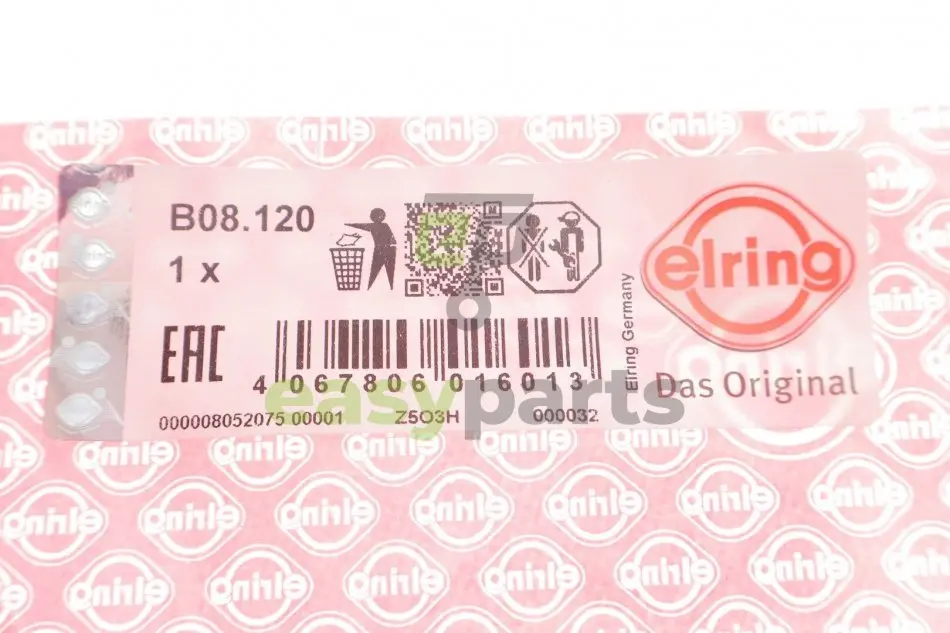 B08.120
1 x
EAC
4 067806 016013
000008052075 00001 Z5O3H 000032
Elring Germany
elring
Das Original
easyparts